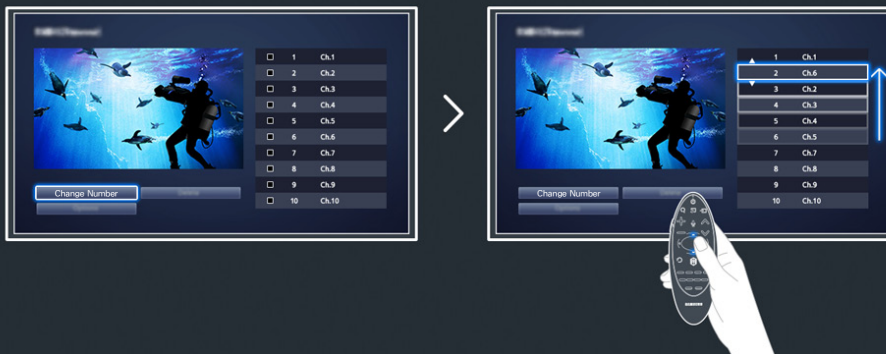 1 Ch.1
2 Ch.2
3 Ch.3
4 Ch.4
5 Ch.5
6 Ch.6
7 Ch.7
8 Ch.8
9 Ch.9
10 Ch.10
Change Number
1 Ch.1
2 Ch.6
3 Ch.2
4 Ch.3
5 Ch.4
6 Ch.5
7 Ch.7
8 Ch.8
9 Ch.9
10 Ch.10
Change Number
SAMSUNG